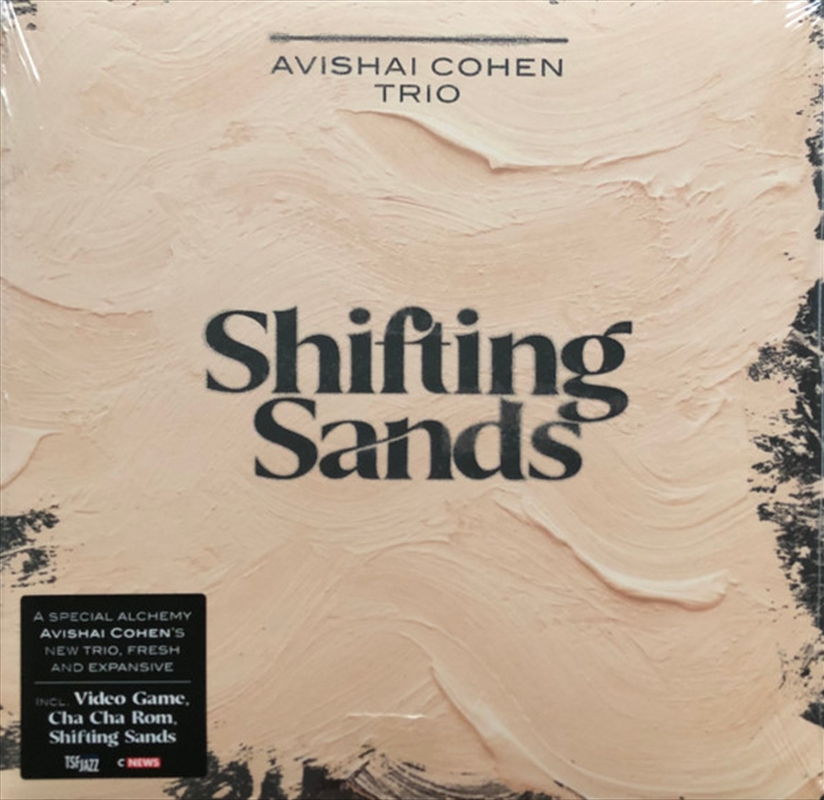 AVISHAI COHEN
TRIO
Shifting
Sands
A SPECIAL ALCHEMY
AVISHAI COHEN'S
NEW TRIO, FRESH
AND EXPANSIVE
INCL. Video Game,
Cha Cha Rom,
Shifting Sands
TSFJAZZ C NEWS